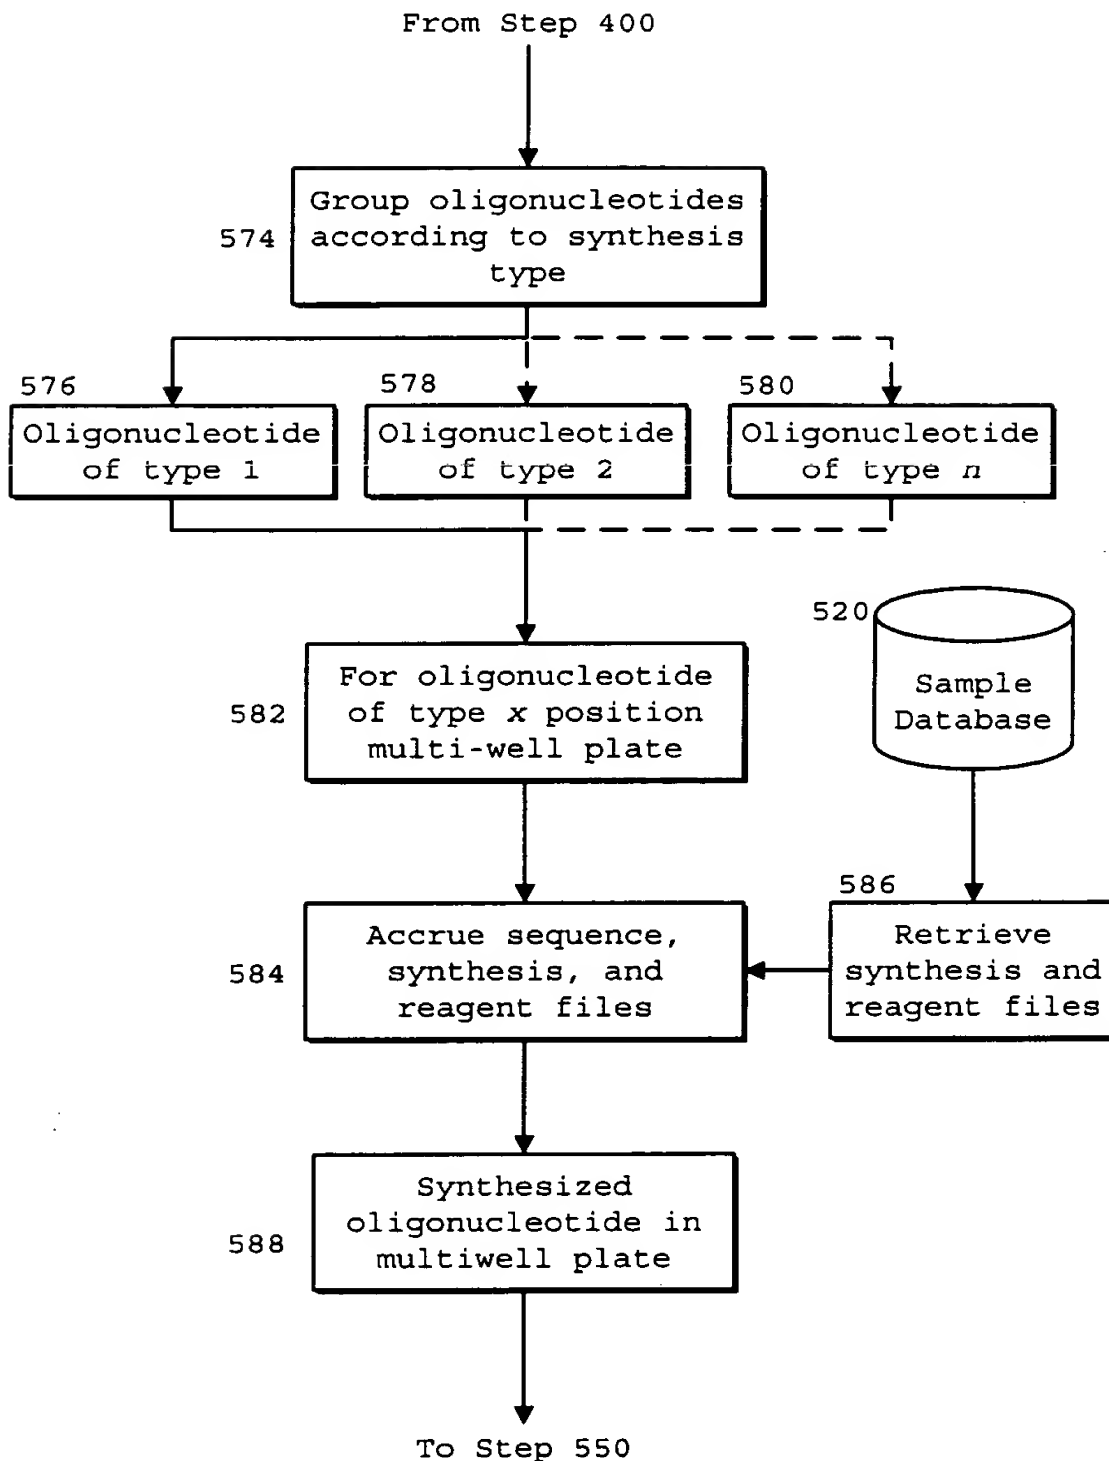 From Step 400
574
Group oligonucleotides
according to synthesis
type
576
Oligonucleotide
of type 1
578
Oligonucleotide
of type 2
580
Oligonucleotide
of type n
582
For oligonucleotide
of type x position
multi-well plate
520
Sample
Database
584
Accrue sequence,
synthesis, and
reagent files
586
Retrieve
synthesis and
reagent files
588
Synthesized
oligonucleotide in
multiwell plate
To Step 550